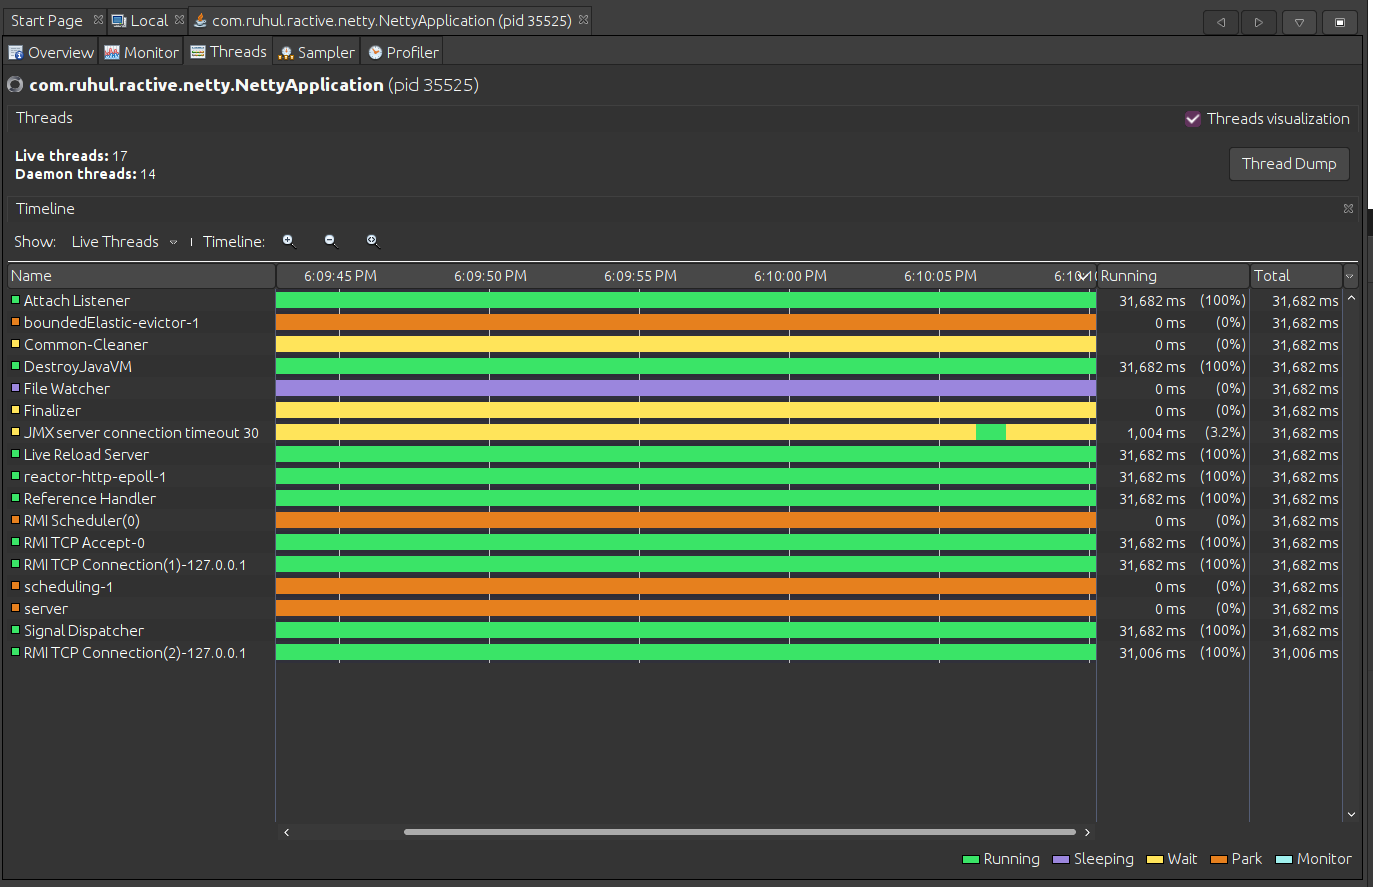 Start Page Local com.ruhul.ractive.netty.NettyApplication (pid 35525)
Overview Monitor Threads Sampler Profiler
com.ruhul.ractive.netty.NettyApplication (pid 35525)
Threads Threads visualization
Live threads: 17
Daemon threads: 14
Thread Dump
Timeline
Show: Live Threads Timeline:
Name 6:09:45 PM 6:09:50 PM 6:09:55 PM 6:10:00 PM 6:10:05 PM 6:10:10 Running Total
Attach Listener 31,682 ms (100%) 31,682 ms
boundedElastic-evictor-1 0 ms (0%) 31,682 ms
Common-Cleaner 0 ms (0%) 31,682 ms
DestroyJavaVM 31,682 ms (100%) 31,682 ms
File Watcher 0 ms (0%) 31,682 ms
Finalizer 0 ms (0%) 31,682 ms
JMX server connection timeout 30 1,004 ms (3.2%) 31,682 ms
Live Reload Server 31,682 ms (100%) 31,682 ms
reactor-http-epoll-1 31,682 ms (100%) 31,682 ms
Reference Handler 31,682 ms (100%) 31,682 ms
RMI Scheduler(0) 0 ms (0%) 31,682 ms
RMI TCP Accept-0 31,682 ms (100%) 31,682 ms
RMI TCP Connection(1)-127.0.0.1 31,682 ms (100%) 31,682 ms
scheduling-1 0 ms (0%) 31,682 ms
server 0 ms (0%) 31,682 ms
Signal Dispatcher 31,682 ms (100%) 31,682 ms
RMI TCP Connection(2)-127.0.0.1 31,006 ms (100%) 31,006 ms
Running Sleeping Wait Park Monitor